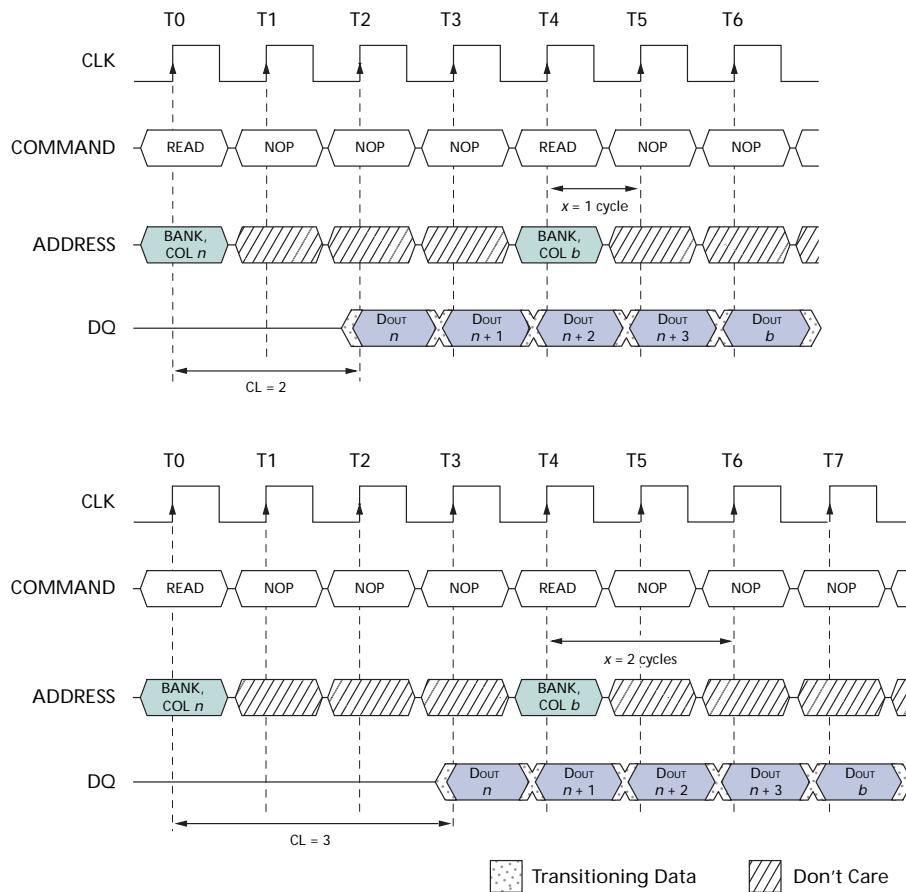 T0 T1 T2 T3 T4 T5 T6
CLK
COMMAND READ NOP NOP NOP READ NOP NOP
x = 1 cycle
ADDRESS BANK, COL n BANK, COL b
DQ DOUT n DOUT n + 1 DOUT n + 2 DOUT n + 3 DOUT b
CL = 2
T0 T1 T2 T3 T4 T5 T6 T7
CLK
COMMAND READ NOP NOP NOP READ NOP NOP NOP
x = 2 cycles
ADDRESS BANK, COL n BANK, COL b
DQ DOUT n DOUT n + 1 DOUT n + 2 DOUT n + 3 DOUT b
CL = 3
Transitioning Data Don't Care